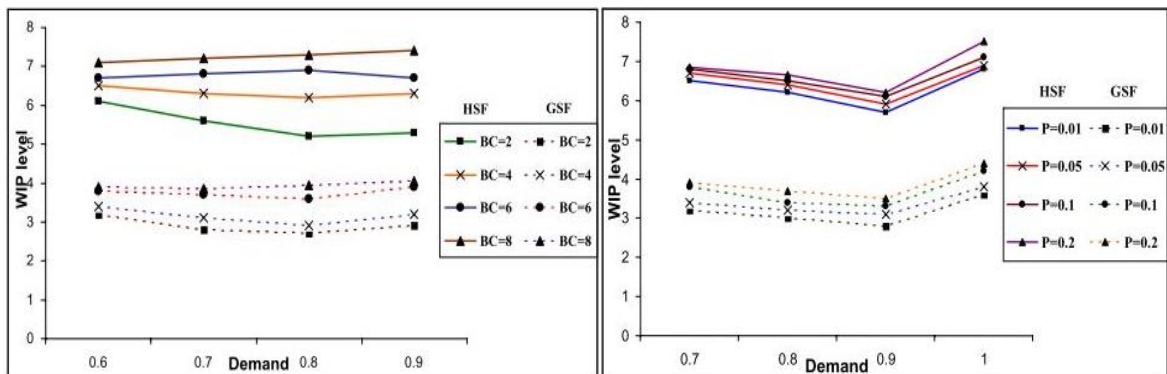 8
7
6
5
4
3
2
1
0
WIP level
0.6 0.7 0.8 0.9
Demand
HSF GSF
BC=2 BC=2
BC=4 BC=4
BC=6 BC=6
BC=8 BC=8
8
7
6
5
4
3
2
1
0
WIP level
0.7 0.8 0.9 1
Demand
HSF GSF
P=0.01 P=0.01
P=0.05 P=0.05
P=0.1 P=0.1
P=0.2 P=0.2